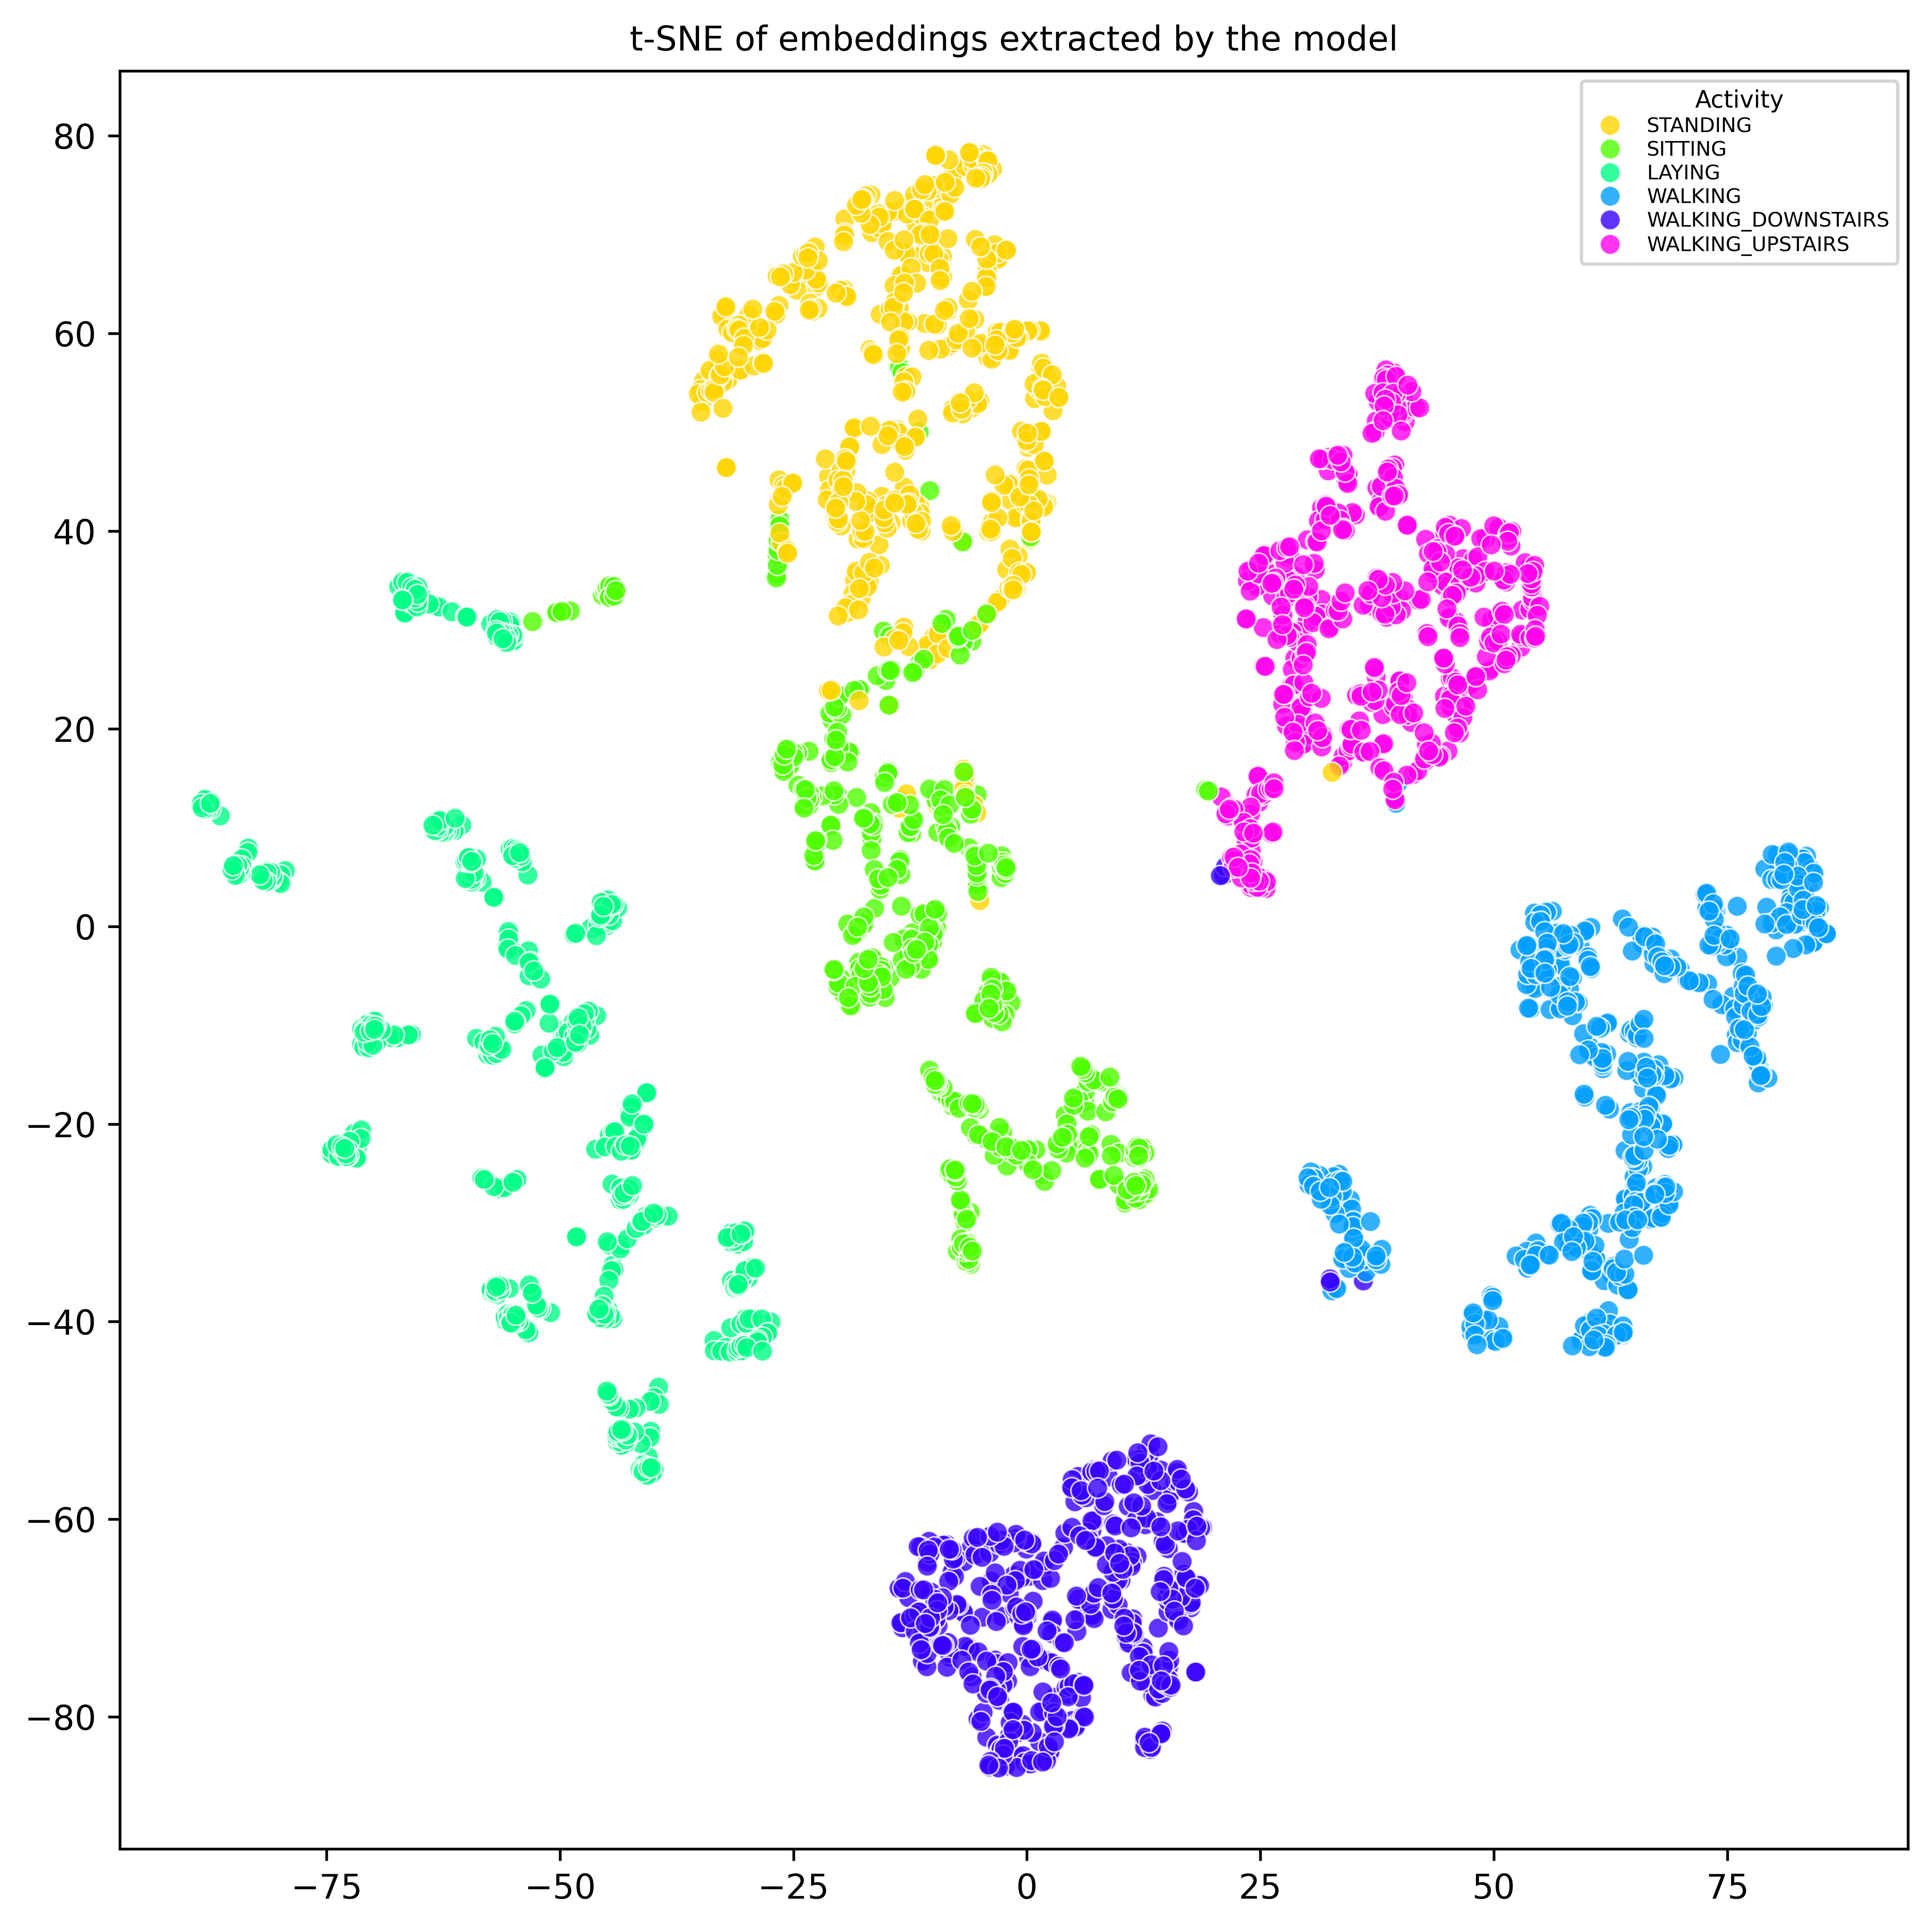 t-SNE of embeddings extracted by the model
Activity
STANDING
SITTING
LAYING
WALKING
WALKING_DOWNSTAIRS
WALKING_UPSTAIRS
80
60
40
20
0
−20
−40
−60
−80
−75 −50 −25 0 25 50 75